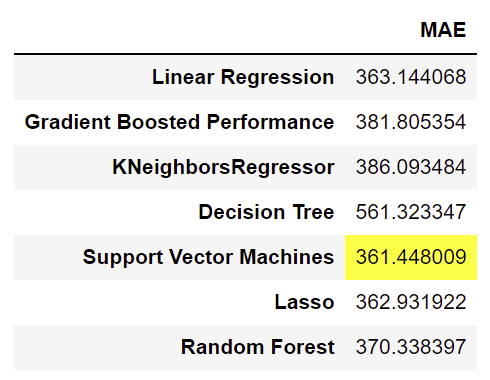 MAE
Linear Regression 363.144068
Gradient Boosted Performance 381.805354
KNeighborsRegressor 386.093484
Decision Tree 561.323347
Support Vector Machines 361.448009
Lasso 362.931922
Random Forest 370.338397